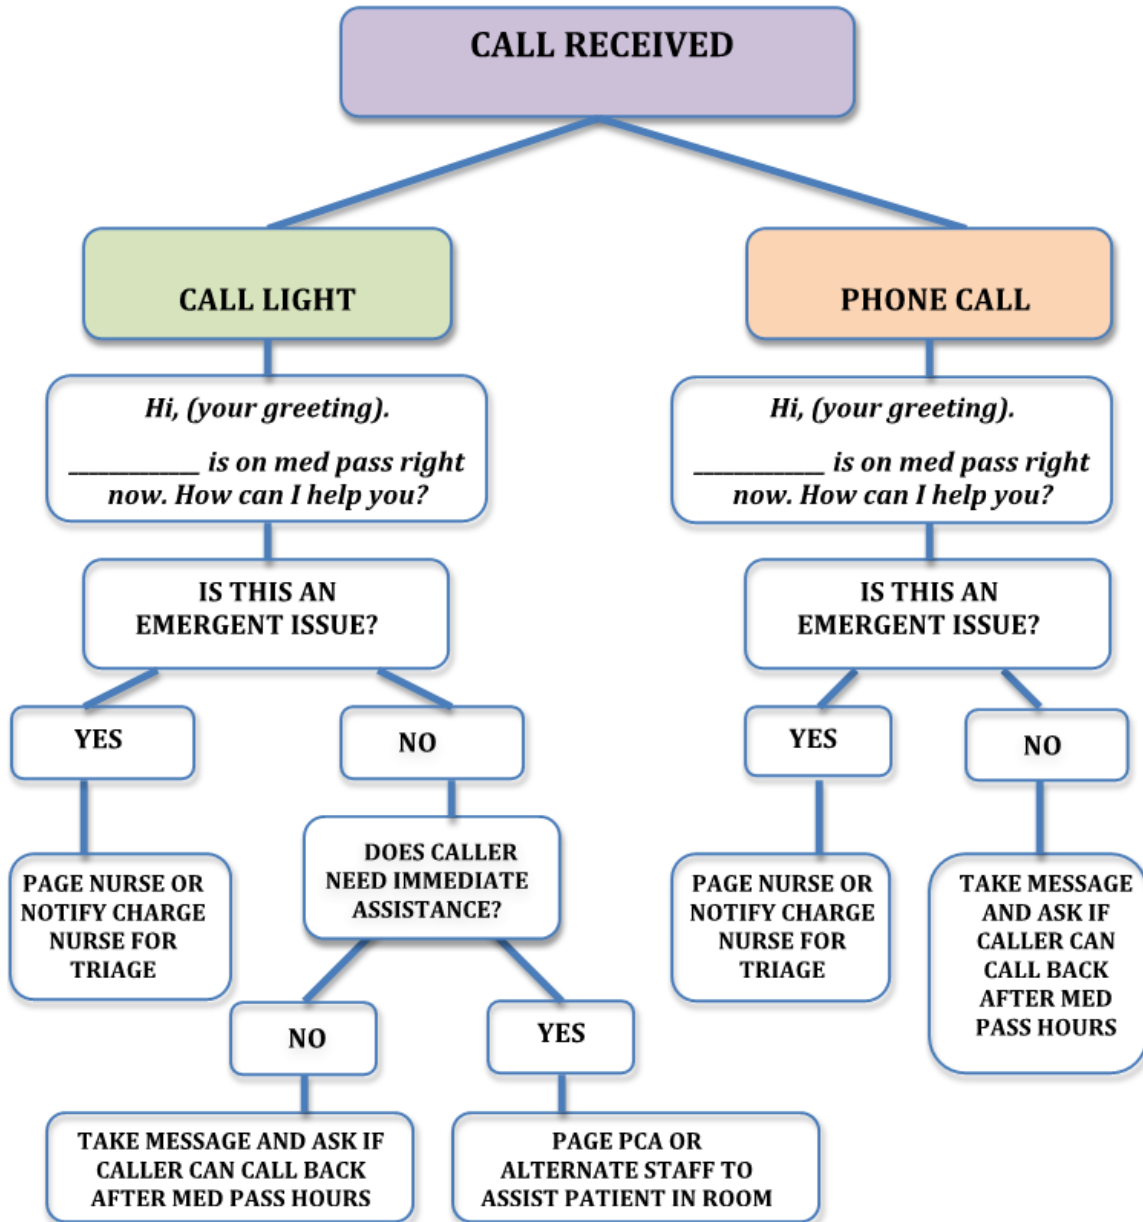 CALL RECEIVED
CALL LIGHT
Hi, (your greeting).
_____________ is on med pass right
now. How can I help you?
IS THIS AN
EMERGENT ISSUE?
YES
PAGE NURSE OR
NOTIFY CHARGE
NURSE FOR
TRIAGE
NO
DOES CALLER
NEED IMMEDIATE
ASSISTANCE?
NO
TAKE MESSAGE AND ASK IF
CALLER CAN CALL BACK
AFTER MED PASS HOURS
YES
PAGE PCA OR
ALTERNATE STAFF TO
ASSIST PATIENT IN ROOM
PHONE CALL
Hi, (your greeting).
_____________ is on med pass right
now. How can I help you?
IS THIS AN
EMERGENT ISSUE?
YES
PAGE NURSE OR
NOTIFY CHARGE
NURSE FOR
TRIAGE
NO
TAKE MESSAGE
AND ASK IF
CALLER CAN
CALL BACK
AFTER MED
PASS HOURS